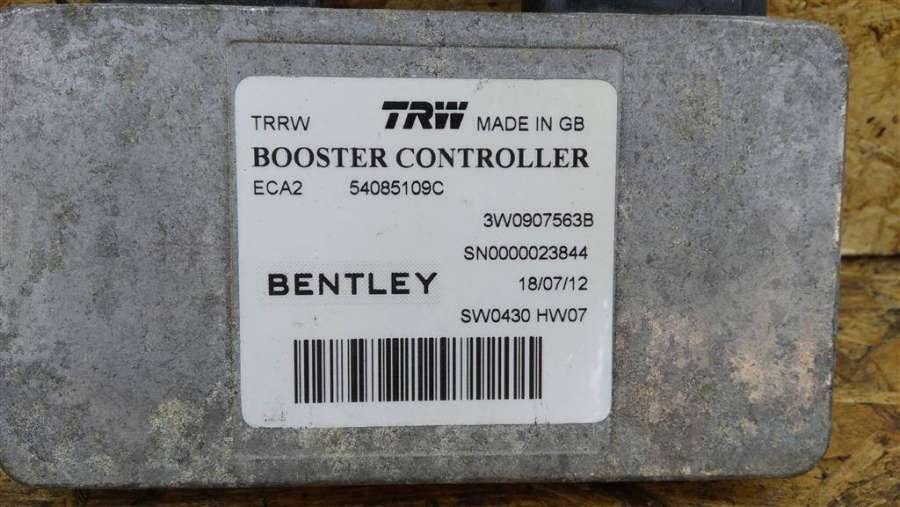 TRRW TRW MADE IN GB
BOOSTER CONTROLLER
ECA2 54085109C
3W0907563B
SN0000023844
BENTLEY 18/07/12
SW0430 HW07